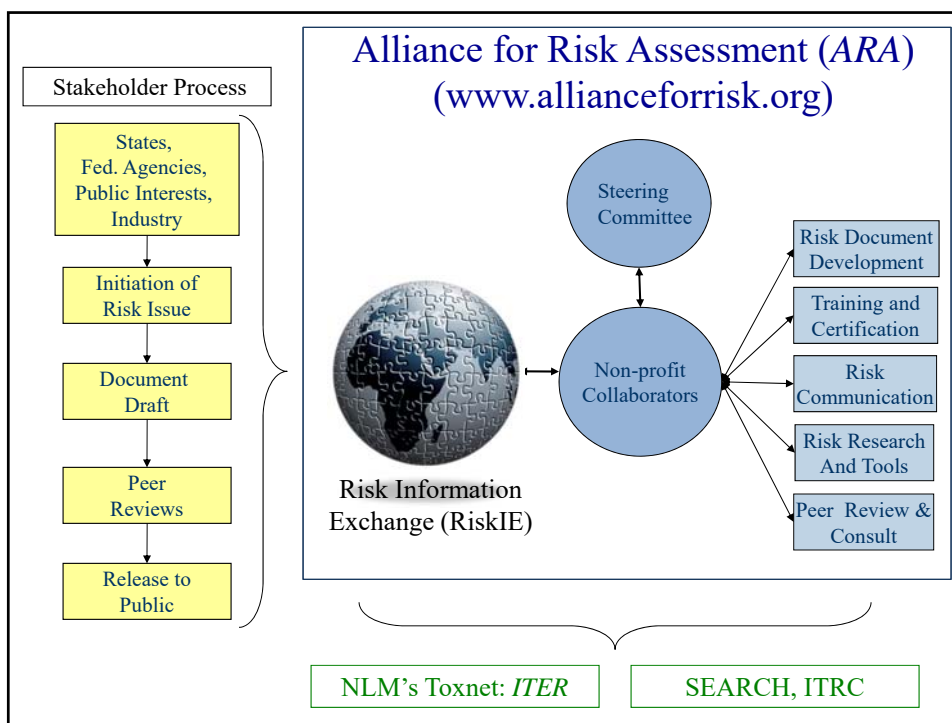 Alliance for Risk Assessment (ARA)
(www.allianceforrisk.org)
Stakeholder Process
States,
Fed. Agencies,
Public Interests,
Industry
Initiation of
Risk Issue
Document
Draft
Peer
Reviews
Release to
Public
Risk Information
Exchange (RiskIE)
Steering
Committee
Non-profit
Collaborators
Risk Document
Development
Training and
Certification
Risk
Communication
Risk Research
And Tools
Peer Review &
Consult
NLM's Toxnet: ITER
SEARCH, ITRC